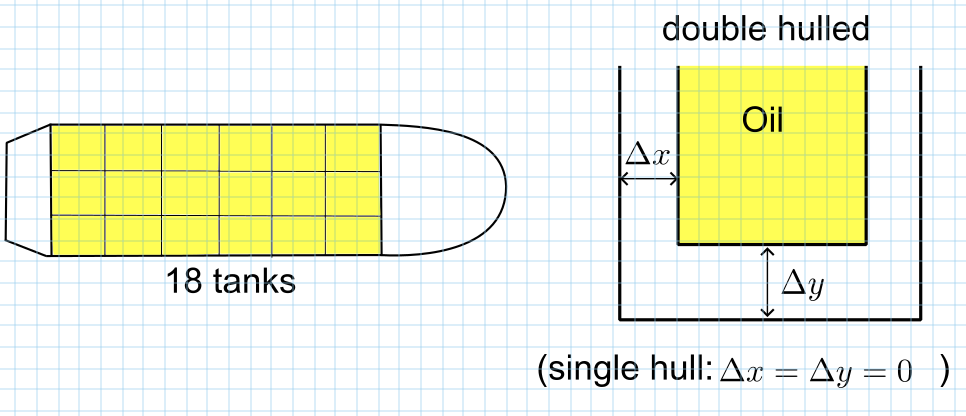 double hulled
Oil
Δx
18 tanks
Δy
(single hull: Δx = Δy = 0 )